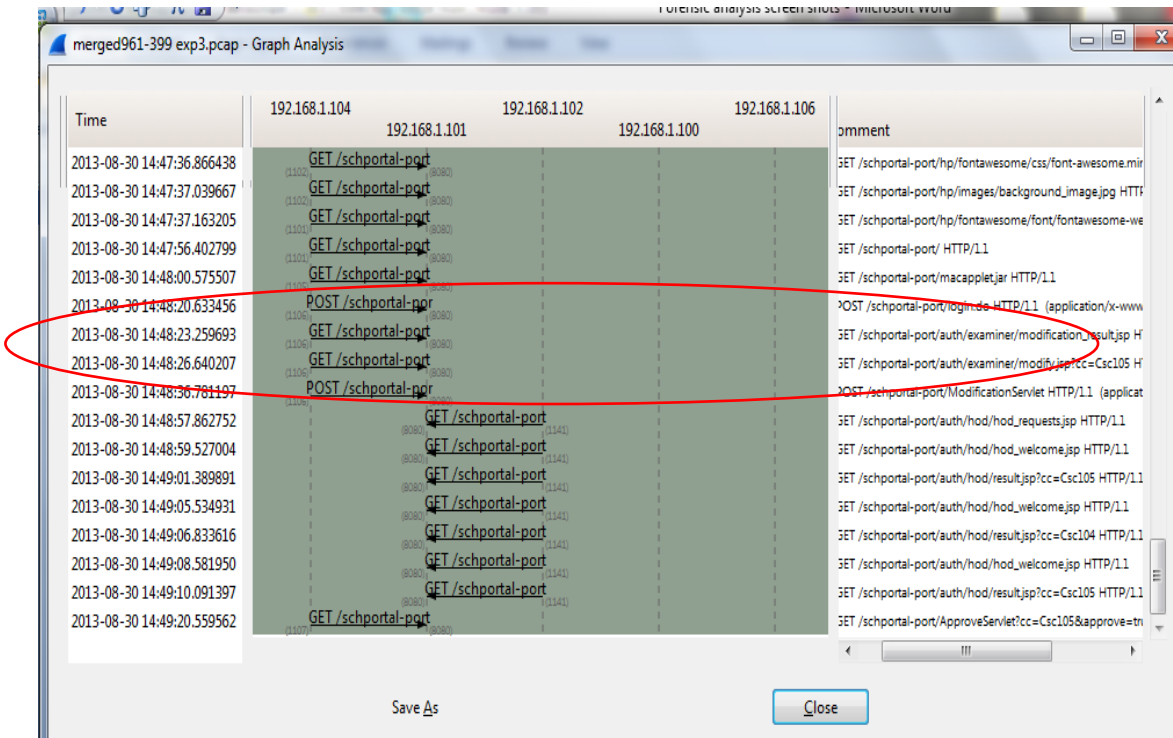 Forensic analysis screen shots - Microsoft Word
merged961-399 exp3.pcap - Graph Analysis
Time
192.168.1.104
192.168.1.101
192.168.1.102
192.168.1.100
192.168.1.106
omment
2013-08-30 14:47:36.866438 GET /schportal-port (1102) (8080) GET /schportal-port/hp/fontawesome/css/font-awesome.min
2013-08-30 14:47:37.039667 GET /schportal-port (1102) (8080) GET /schportal-port/hp/images/background_image.jpg HTTP
2013-08-30 14:47:37.163205 GET /schportal-port (1101) (8080) GET /schportal-port/hp/fontawesome/font/fontawesome-we
2013-08-30 14:47:56.402799 GET /schportal-port (1101) (8080) GET /schportal-port/ HTTP/1.1
2013-08-30 14:48:00.575507 GET /schportal-port (1105) (8080) GET /schportal-port/macapplet.jar HTTP/1.1
2013-08-30 14:48:20.633456 POST /schportal-por (1106) (8080) POST /schportal-port/login.do HTTP/1.1 (application/x-www
2013-08-30 14:48:23.259693 GET /schportal-port (1106) (8080) GET /schportal-port/auth/examiner/modification_result.jsp HT
2013-08-30 14:48:26.640207 GET /schportal-port (1106) (8080) GET /schportal-port/auth/examiner/modify.jsp?cc=Csc105 HT
2013-08-30 14:48:36.781197 POST /schportal-por (1106) (8080) POST /schportal-port/ModificationServlet HTTP/1.1 (applicat
2013-08-30 14:48:57.862752 GET /schportal-port (8080) (1141) GET /schportal-port/auth/hod/hod_requests.jsp HTTP/1.1
2013-08-30 14:48:59.527004 GET /schportal-port (8080) (1141) GET /schportal-port/auth/hod/hod_welcome.jsp HTTP/1.1
2013-08-30 14:49:01.389891 GET /schportal-port (8080) (1141) GET /schportal-port/auth/hod/result.jsp?cc=Csc105 HTTP/1.1
2013-08-30 14:49:05.534931 GET /schportal-port (8080) (1141) GET /schportal-port/auth/hod/hod_welcome.jsp HTTP/1.1
2013-08-30 14:49:06.833616 GET /schportal-port (8080) (1141) GET /schportal-port/auth/hod/result.jsp?cc=Csc104 HTTP/1.1
2013-08-30 14:49:08.581950 GET /schportal-port (8080) (1141) GET /schportal-port/auth/hod/hod_welcome.jsp HTTP/1.1
2013-08-30 14:49:10.091397 GET /schportal-port (8080) (1141) GET /schportal-port/auth/hod/result.jsp?cc=Csc105 HTTP/1.1
2013-08-30 14:49:20.559562 GET /schportal-port (1107) (8080) GET /schportal-port/ApproveServlet?cc=Csc105&approve=tru
Save As
Close